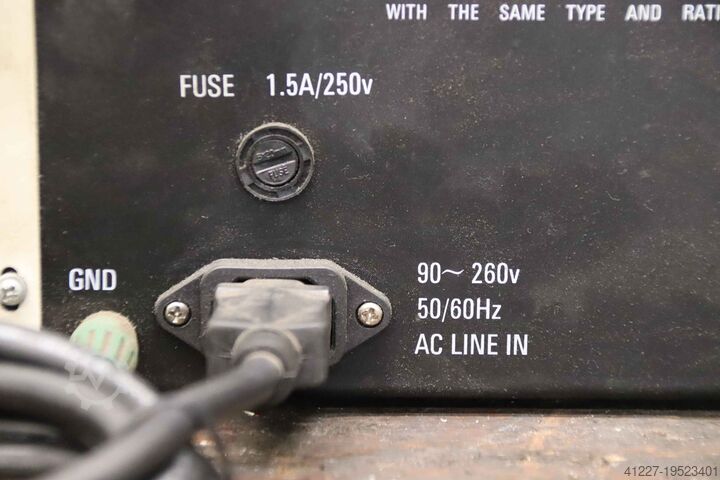 WITH THE SAME TYPE AND RATI
FUSE 1.5A/250v
FUSE
GND
90~ 260v
50/60Hz
AC LINE IN
41227-19523401